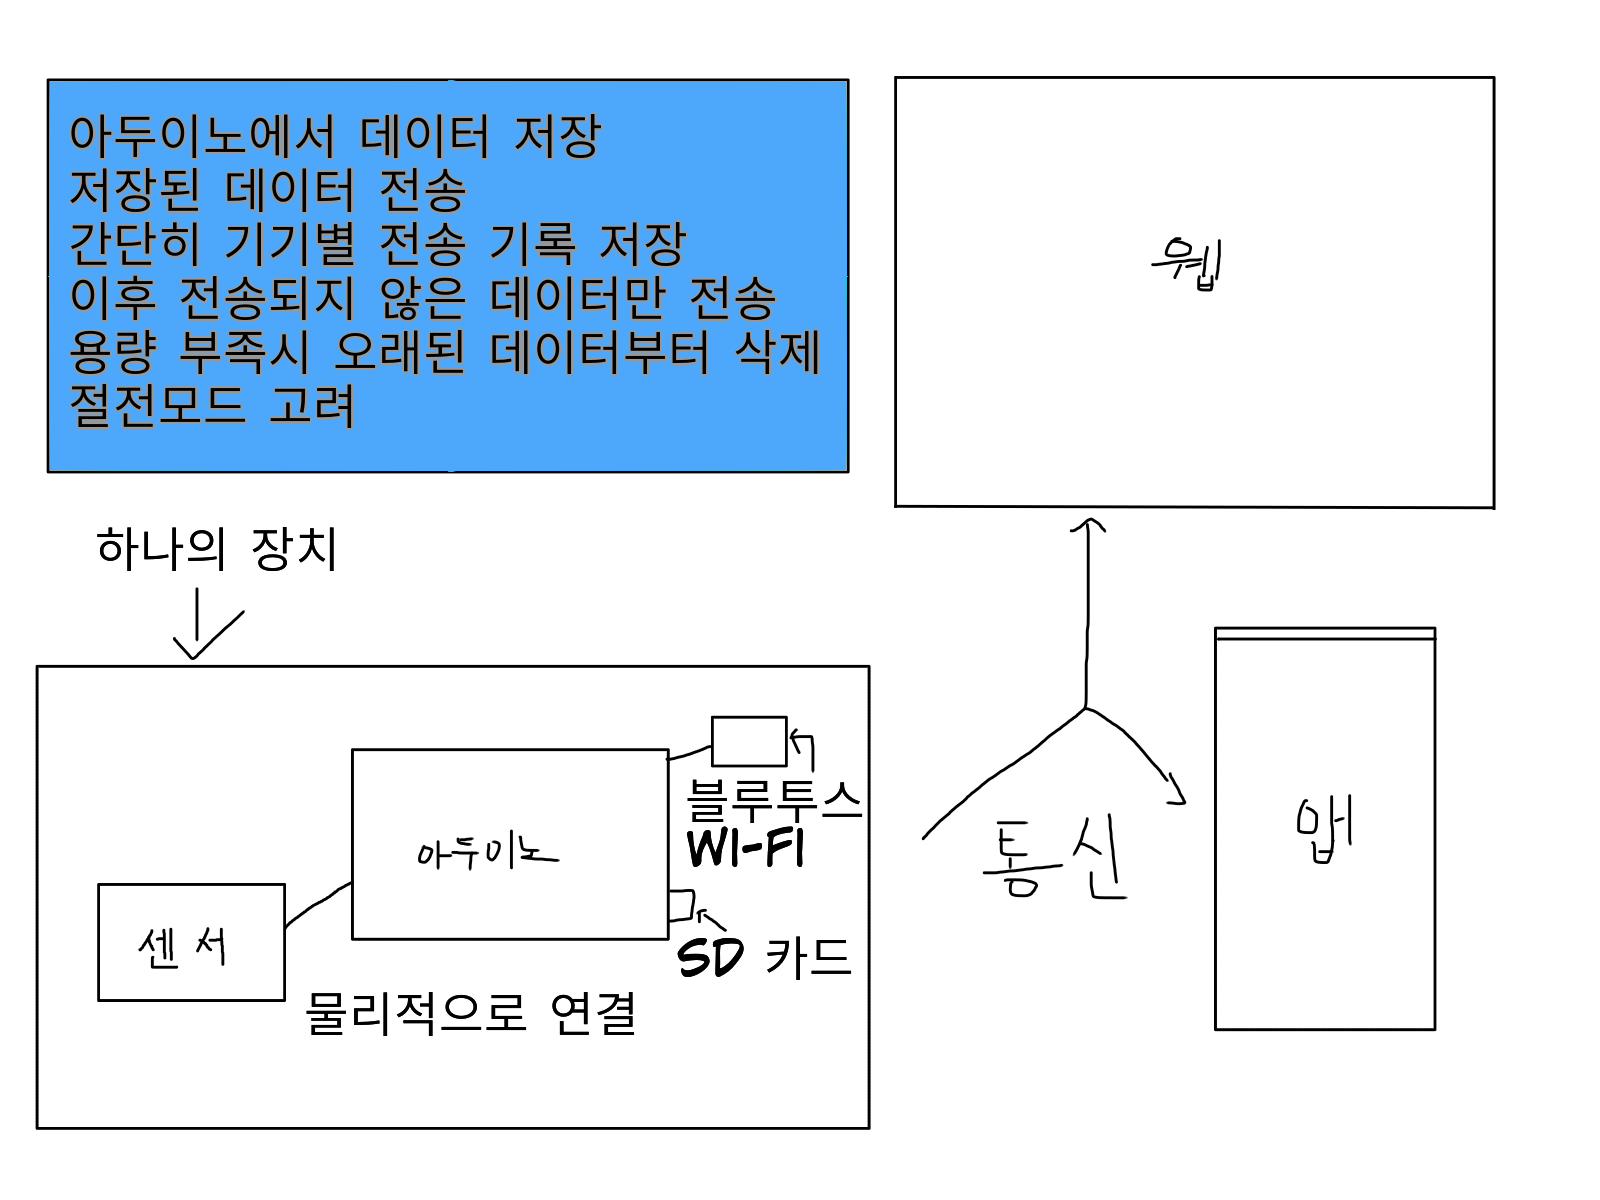 아두이노에서 데이터 저장
저장된 데이터 전송
간단히 기기별 전송 기록 저장
이후 전송되지 않은 데이터만 전송
용량 부족시 오래된 데이터부터 삭제
절전모드 고려
웹
하나의 장치
블루투스
WI-FI
아두이노
센서
SD 카드
물리적으로 연결
통신
앱